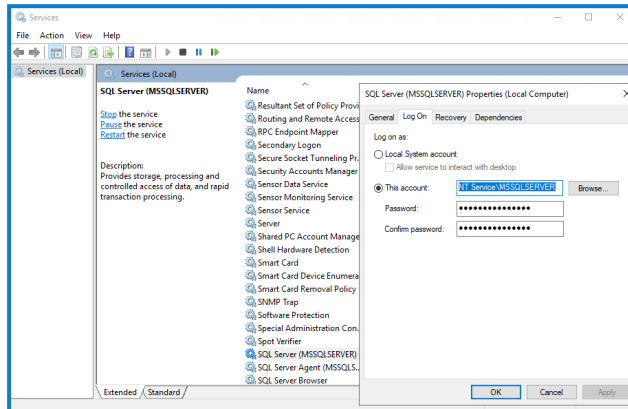 Services
File Action View Help
Services (Local)
Services (Local)
SQL Server (MSSQLSERVER)
Stop the service
Pause the service
Restart the service
Description:
Provides storage, processing and
controlled access of data, and rapid
transaction processing.
Name
Resultant Set of Policy Provi
Routing and Remote Access
RPC Endpoint Mapper
Secondary Logon
Secure Socket Tunneling Pr.
Security Accounts Manager
Sensor Data Service
Sensor Monitoring Service
Sensor Service
Server
Shared PC Account Manage
Shell Hardware Detection
Smart Card
Smart Card Device Enumera
Smart Card Removal Policy
SNMP Trap
Software Protection
Special Administration Con.
Spot Verifier
SQL Server (MSSQLSERVER)
SQL Server Agent (MSSQLS...
SQL Server Browser
Extended Standard
SQL Server (MSSQLSERVER) Properties (Local Computer)
General Log On Recovery Dependencies
Log on as:
Local System account
Allow service to interact with desktop
This account:
NT Service\MSSQLSERVER
Browse...
Password:
•••••••••••••••
Confirm password:
•••••••••••••••
OK Cancel Apply